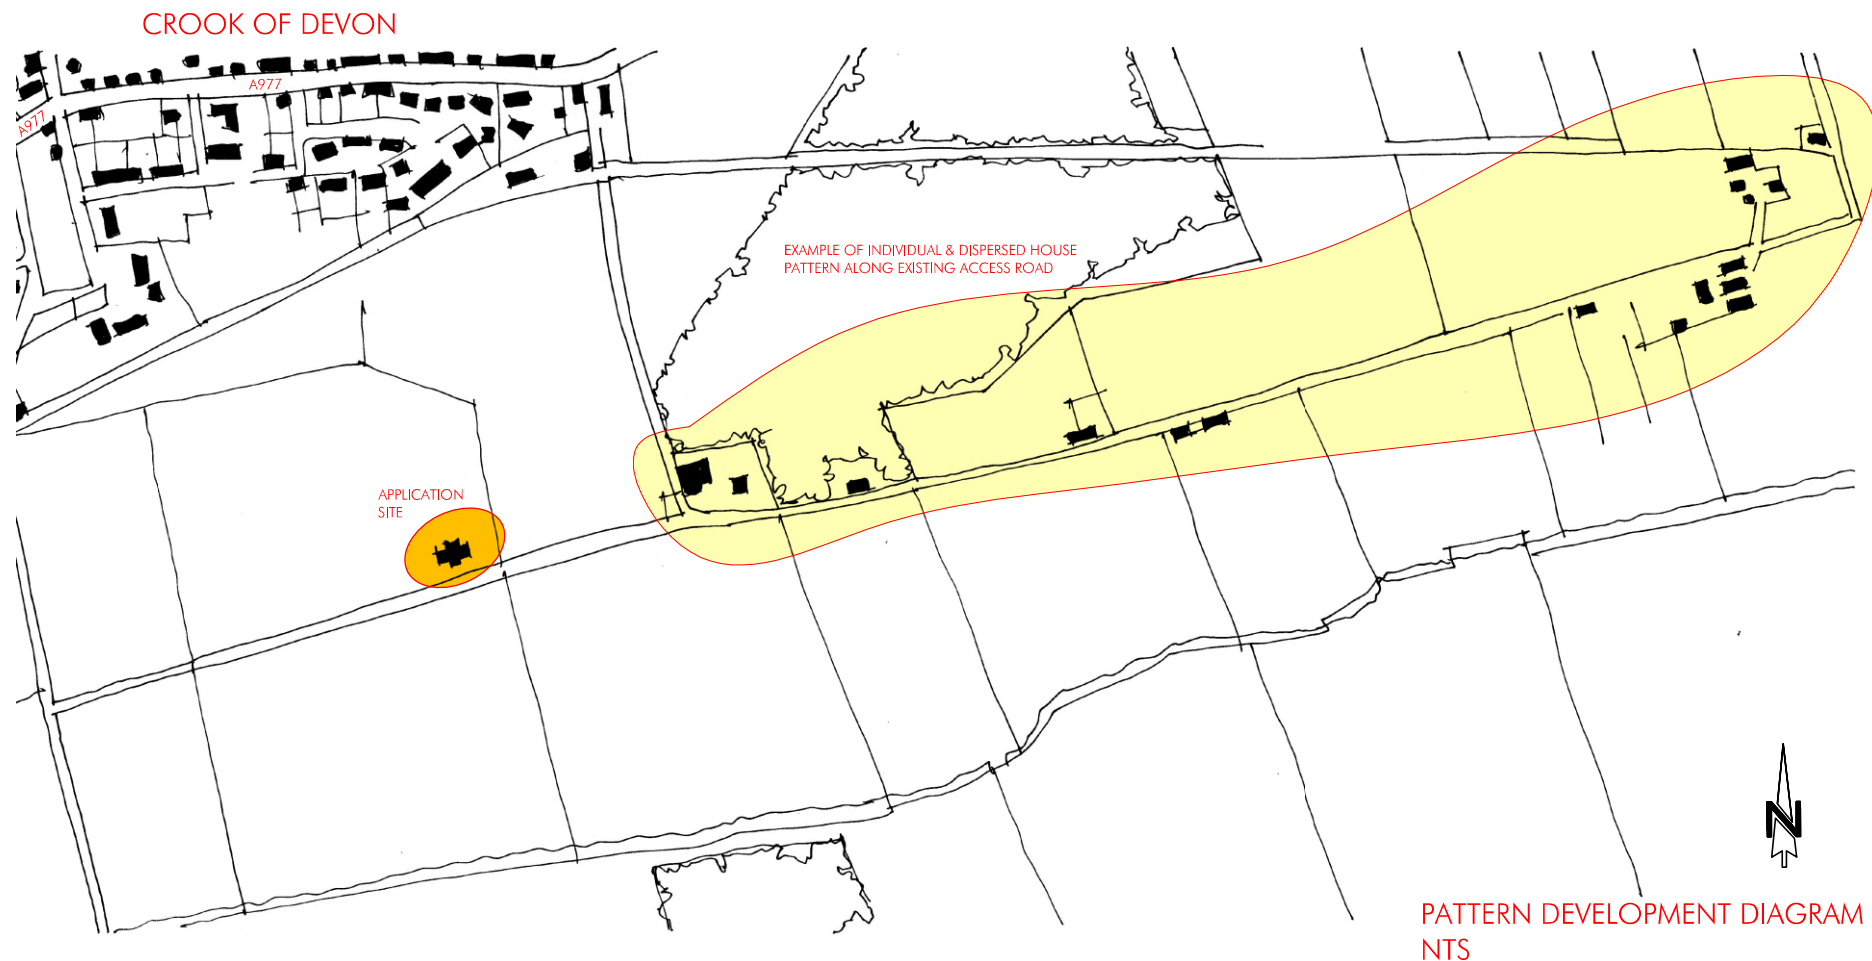 CROOK OF DEVON
A977
A977
EXAMPLE OF INDIVIDUAL & DISPERSED HOUSE
PATTERN ALONG EXISTING ACCESS ROAD
APPLICATION
SITE
N
PATTERN DEVELOPMENT DIAGRAM
NTS